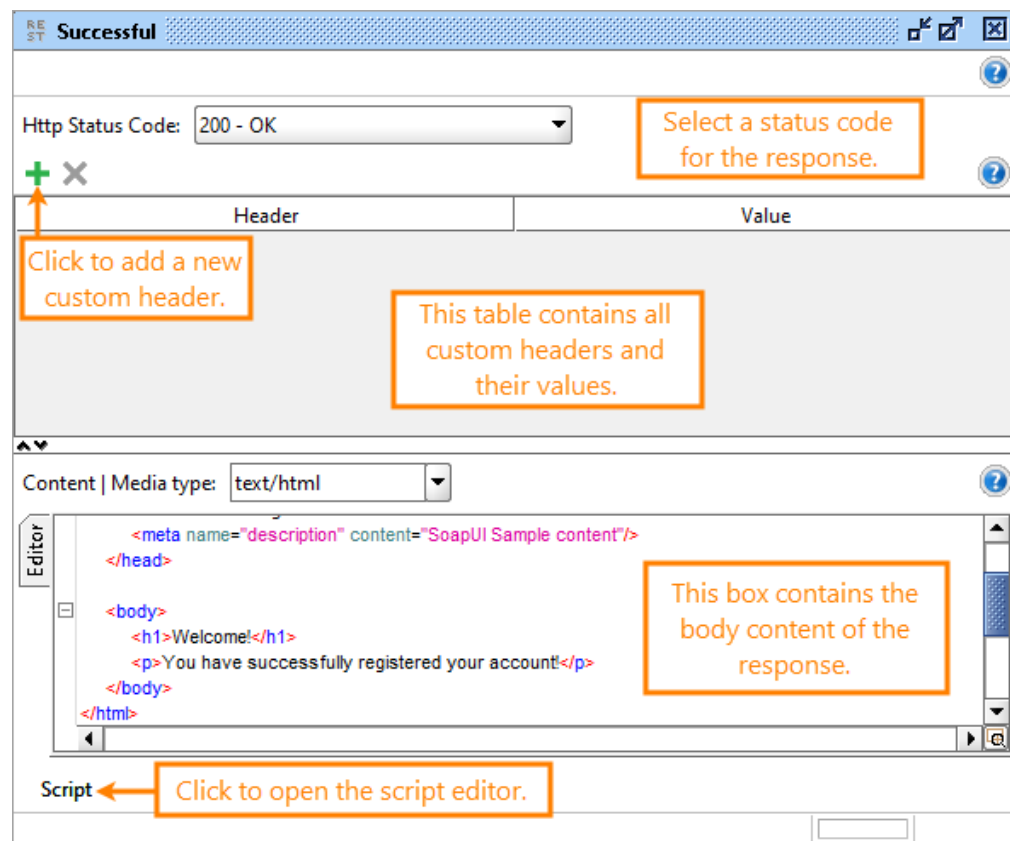 RE
ST
Successful
Http Status Code: 200 - OK
Select a status code
for the response.
Header Value
Click to add a new
custom header.
This table contains all
custom headers and
their values.
Content | Media type: text/html
Editor
<meta name="description" content="SoapUI Sample content"/>
</head>
<body>
<h1>Welcome!</h1>
<p>You have successfully registered your account!</p>
</body>
</html>
This box contains the
body content of the
response.
Script
Click to open the script editor.